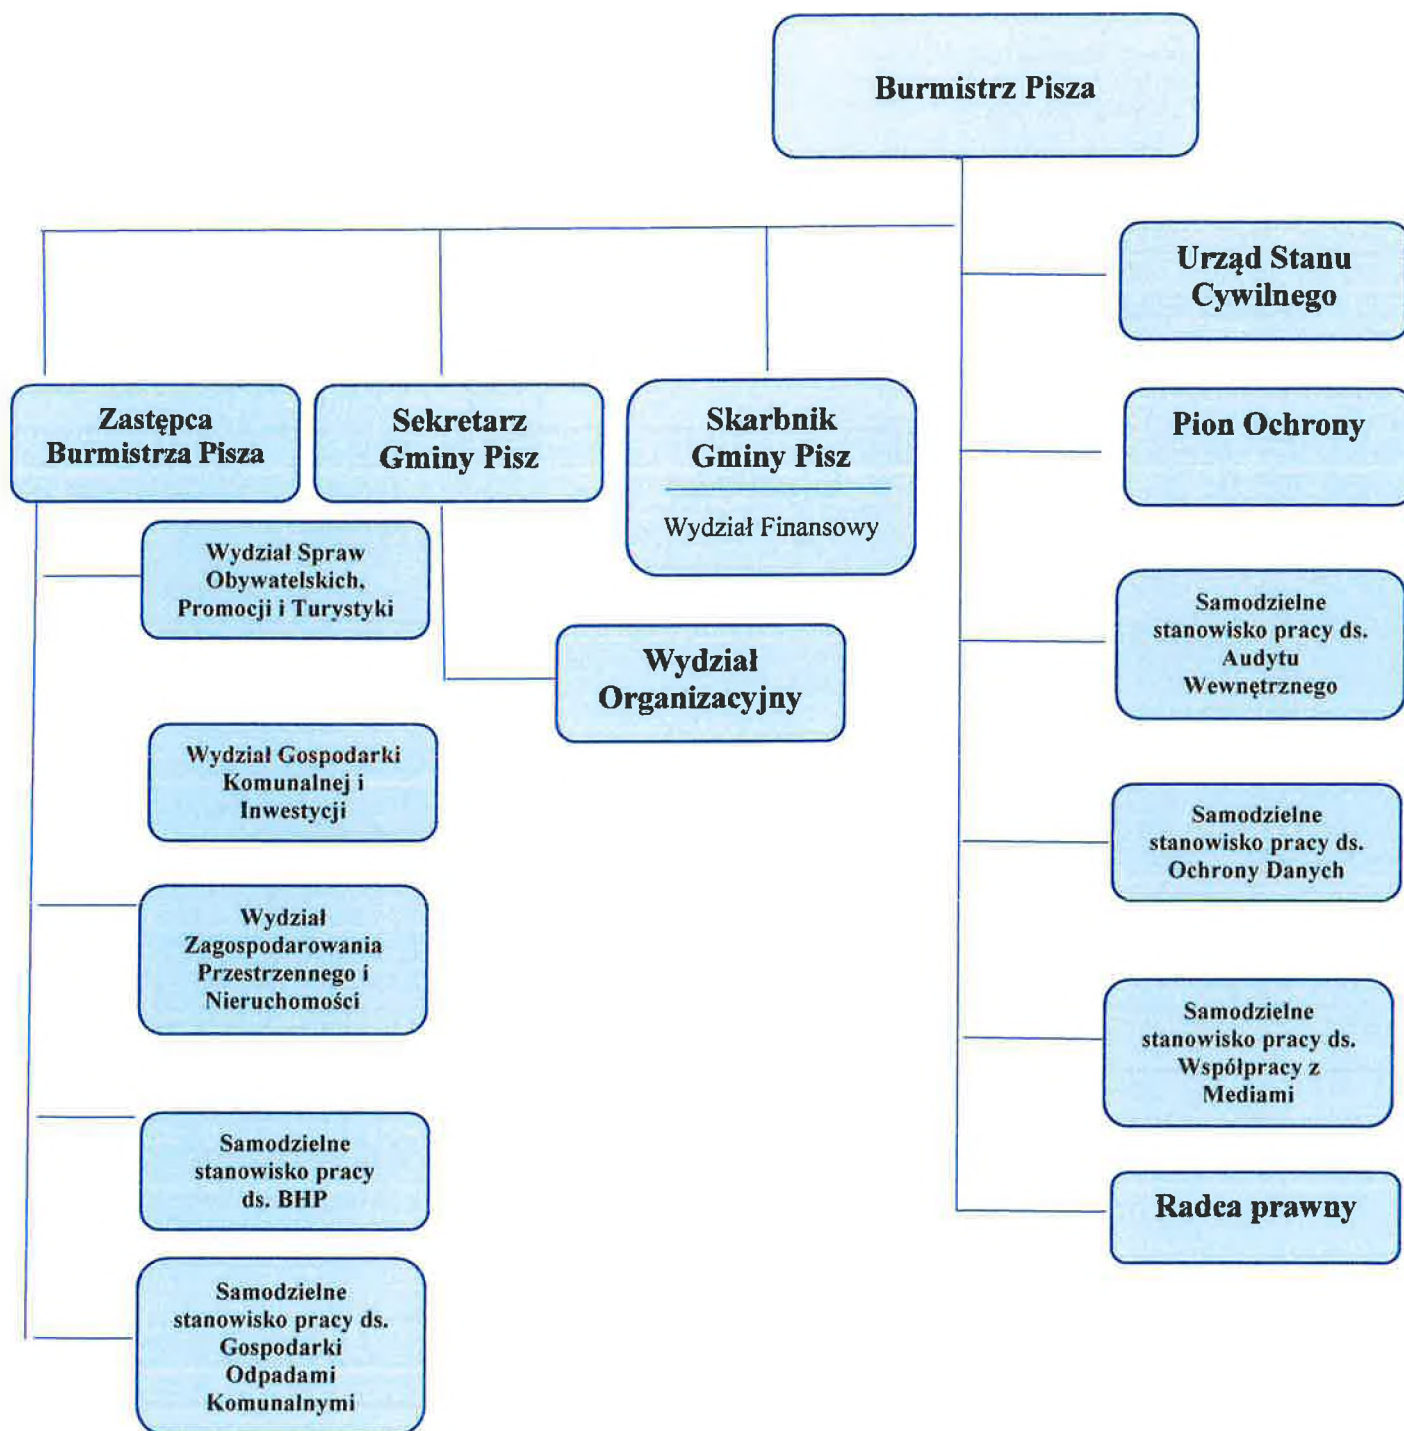 Burmistrz Pisza
Urząd Stanu
Cywilnego
Zastępca
Burmistrza Pisza
Sekretarz
Gminy Pisz
Skarbnik
Gminy Pisz
Wydział Finansowy
Pion Ochrony
Wydział Spraw
Obywatelskich,
Promocji i Turystyki
Wydział
Organizacyjny
Samodzielne
stanowisko pracy ds.
Audytu
Wewnętrznego
Wydział Gospodarki
Komunalnej i
Inwestycji
Samodzielne
stanowisko pracy ds.
Ochrony Danych
Wydział
Zagospodarowania
Przestrzennego i
Nieruchomości
Samodzielne
stanowisko pracy ds.
Współpracy z
Mediami
Samodzielne
stanowisko pracy
ds. BHP
Radca prawny
Samodzielne
stanowisko pracy ds.
Gospodarki
Odpadami
Komunalnymi